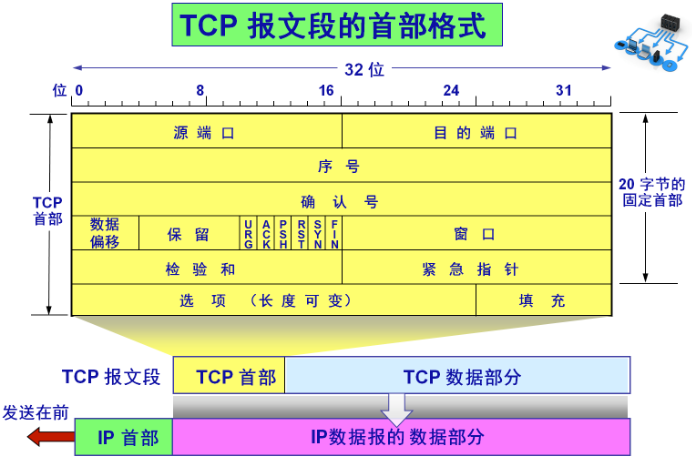 TCP 报文段的首部格式
32 位
位 0 8 16 24 31
源端口 目的端口
序号
TCP
首部
20 字节的
固定首部
确认号
数据
偏移
保留
URG ACK PSH RST SYN FIN
窗口
检验和 紧急指针
选项 (长度可变) 填充
TCP 报文段 TCP 首部 TCP 数据部分
发送在前
IP 首部 IP数据报的 数据部分